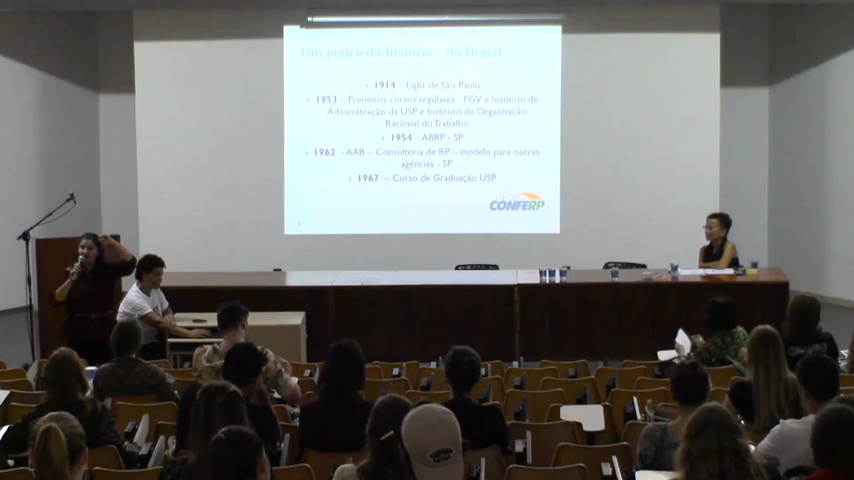 Um pouco da história - No Brasil
1914 – Light de São Paulo
1953 – Primeiros cursos regulares - FGV e Instituto de
Administração da USP e Instituto de Organização
Racional do Trabalho
1954 – ABRP - SP
1962 - AAB – Consultoria de RP – modelo para outras
agências - SP
1967 – Curso de Graduação USP
CONFERP